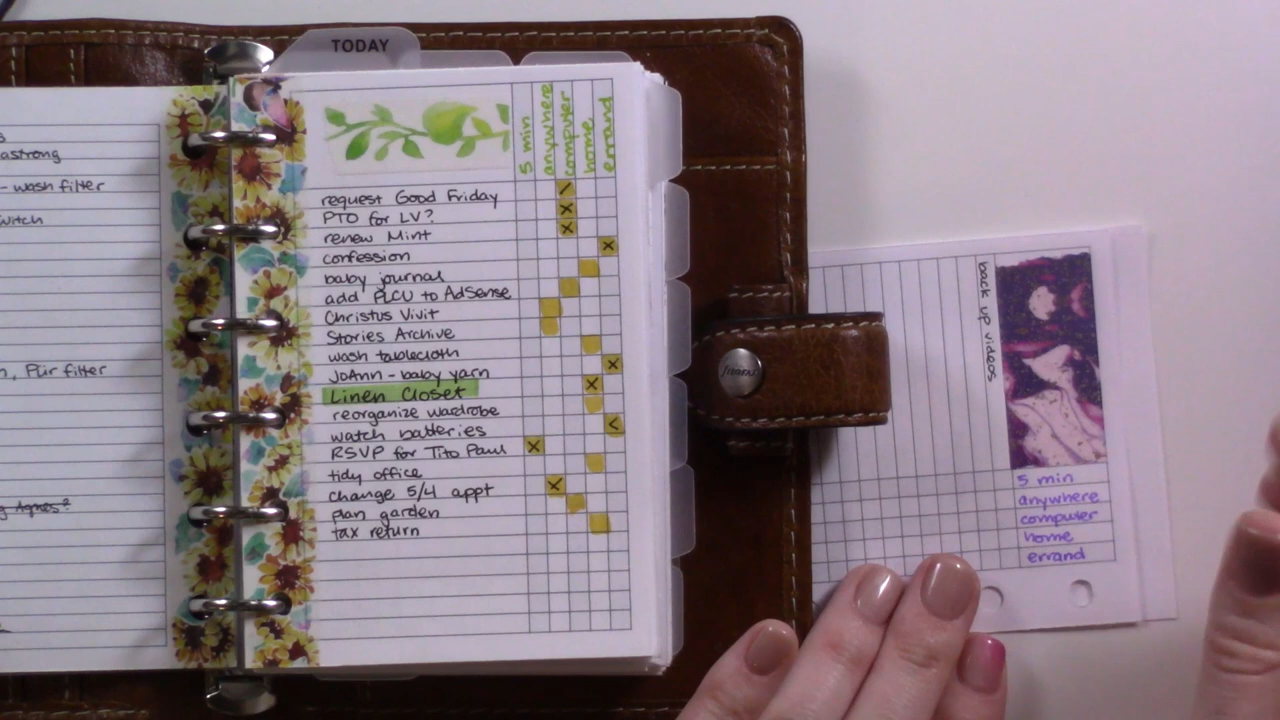 TODAY
astrong
- wash filter
witch
n, Pür filter
g Agnes?
5 min
anywhere
computer
home
errand
request Good Friday
PTO for LV?
renew Mint
confession
baby journal
add PLCU to AdSense
Christus Vivit
Stories Archive
wash tablecloth
JoAnn - baby yarn
Linen Closet
reorganize wardrobe
watch batteries
RSVP for Tito Paul
tidy office
change 5/4 appt
plan garden
tax return
back up videos
5 min
anywhere
computer
home
errand